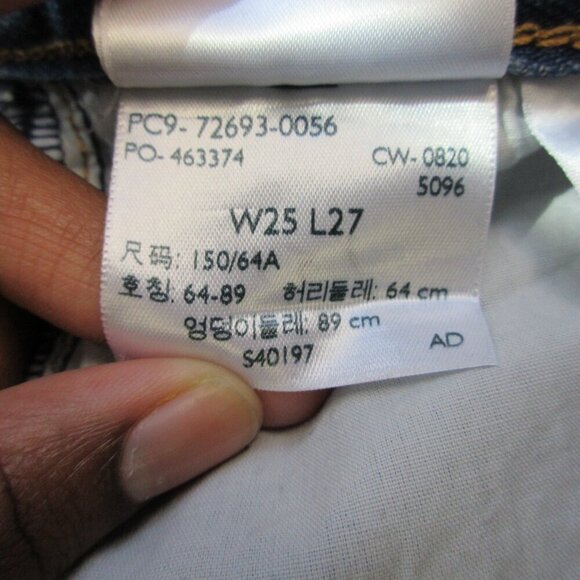 PC9- 72693-0056
PO- 463374 CW- 0820
5096
W25 L27
尺码: 150/64A
호칭: 64-89 허리둘레: 64 cm
엉덩이둘레: 89 cm
S40197 AD